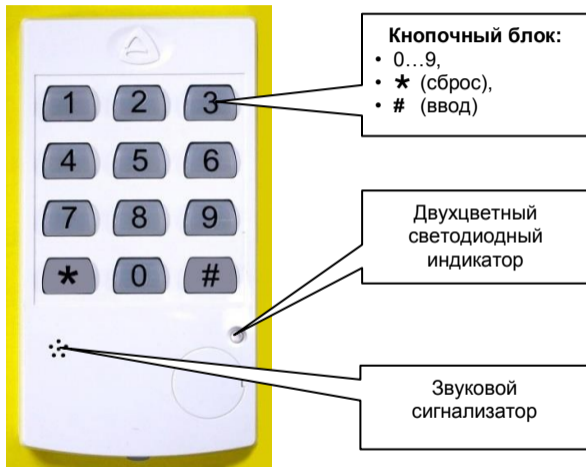 Кнопочный блок:
• 0…9,
• * (сброс),
• # (ввод)
1 2 3
4 5 6
7 8 9
* 0 #
Двухцветный
светодиодный
индикатор
Звуковой
сигнализатор